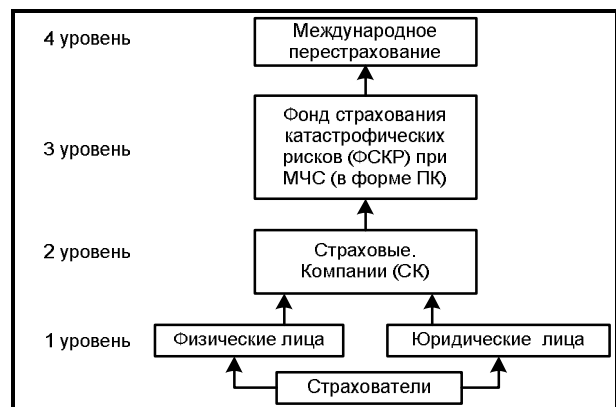 4 уровень
Международное
перестрахование
3 уровень
Фонд страхования
катастрофических
рисков (ФСКР) при
МЧС (в форме ПК)
2 уровень
Страховые.
Компании (СК)
1 уровень
Физические лица
Юридические лица
Страхователи